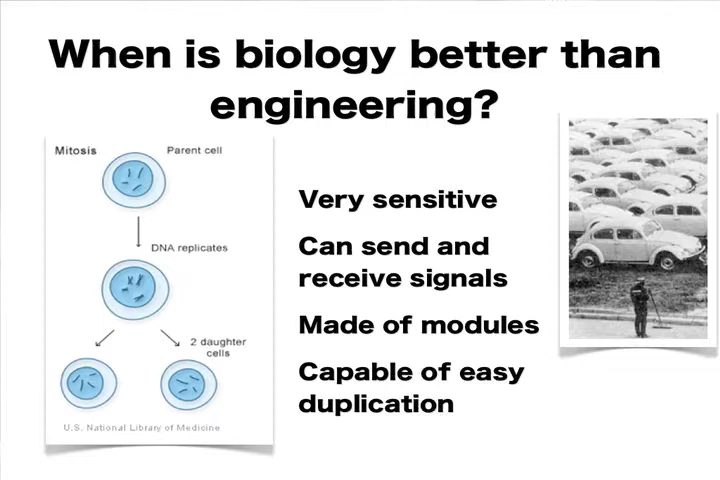 When is biology better than
engineering?
Mitosis
Parent cell
DNA replicates
2 daughter
cells
U.S. National Library of Medicine
Very sensitive
Can send and
receive signals
Made of modules
Capable of easy
duplication